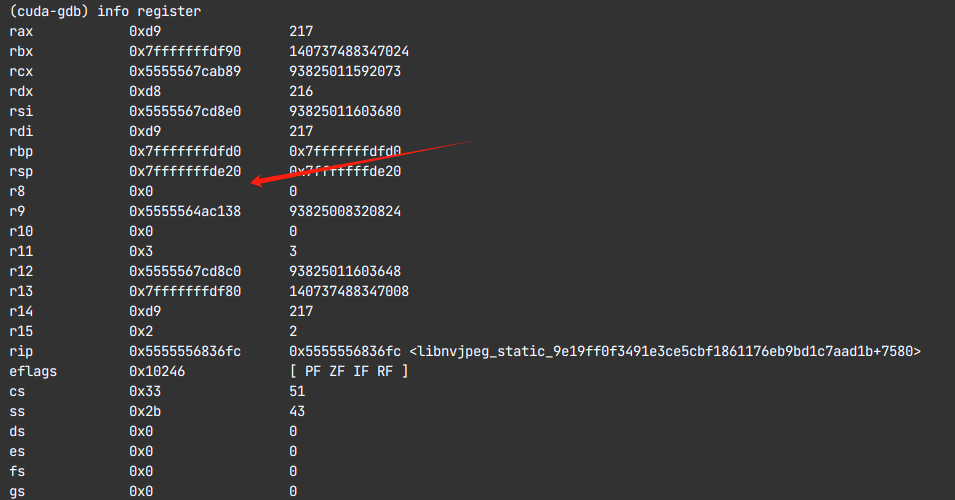 (cuda-gdb) info register
rax 0xd9 217
rbx 0x7fffffffdf90 140737488347024
rcx 0x5555567cab89 93825011592073
rdx 0xd8 216
rsi 0x5555567cd8e0 93825011603680
rdi 0xd9 217
rbp 0x7fffffffdfd0 0x7fffffffdfd0
rsp 0x7fffffffde20 0x7fffffffde20
r8 0x0 0
r9 0x5555564ac138 93825008320824
r10 0x0 0
r11 0x3 3
r12 0x5555567cd8c0 93825011603648
r13 0x7fffffffdf80 140737488347008
r14 0xd9 217
r15 0x2 2
rip 0x5555556836fc 0x5555556836fc <libnvjpeg_static_9e19ff0f3491e3ce5cbf1861176eb9bd1c7aad1b+7580>
eflags 0x10246 [ PF ZF IF RF ]
cs 0x33 51
ss 0x2b 43
ds 0x0 0
es 0x0 0
fs 0x0 0
gs 0x0 0